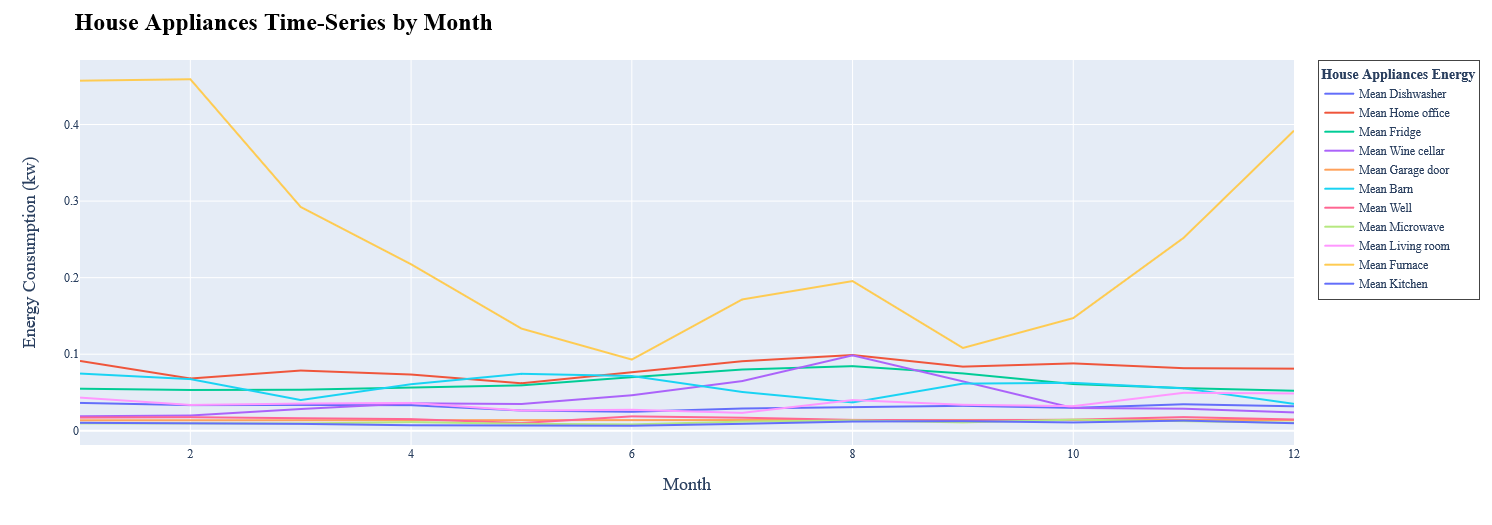 House Appliances Time-Series by Month
House Appliances Energy
Mean Dishwasher
Mean Home office
Mean Fridge
Mean Wine cellar
Mean Garage door
Mean Barn
Mean Well
Mean Microwave
Mean Living room
Mean Furnace
Mean Kitchen
Energy Consumption (kw)
0.4
0.3
0.2
0.1
0
2 4 6 8 10 12
Month